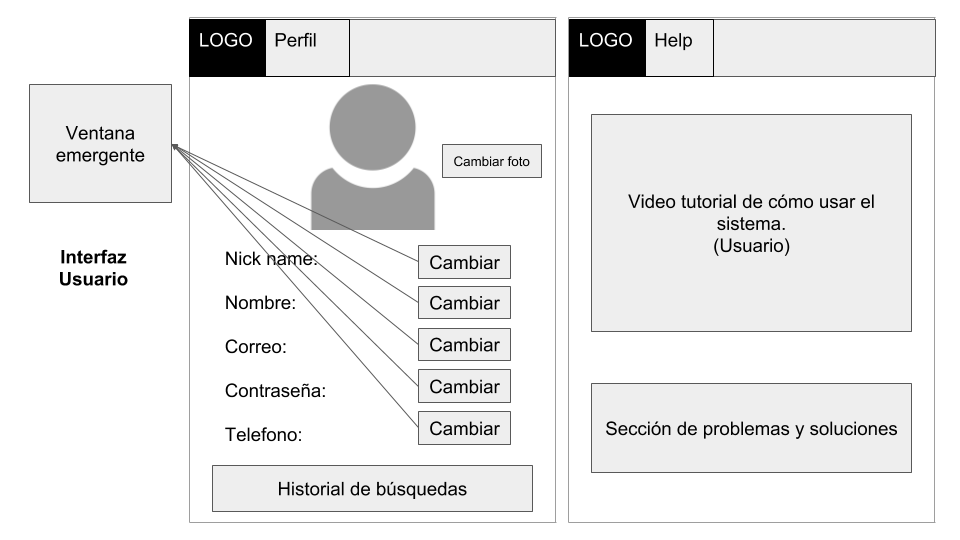 LOGO Perfil
LOGO Help
Ventana
emergente
Cambiar foto
Interfaz
Usuario
Nick name: Cambiar
Nombre: Cambiar
Correo: Cambiar
Contraseña: Cambiar
Telefono: Cambiar
Historial de búsquedas
Video tutorial de cómo usar el
sistema.
(Usuario)
Sección de problemas y soluciones